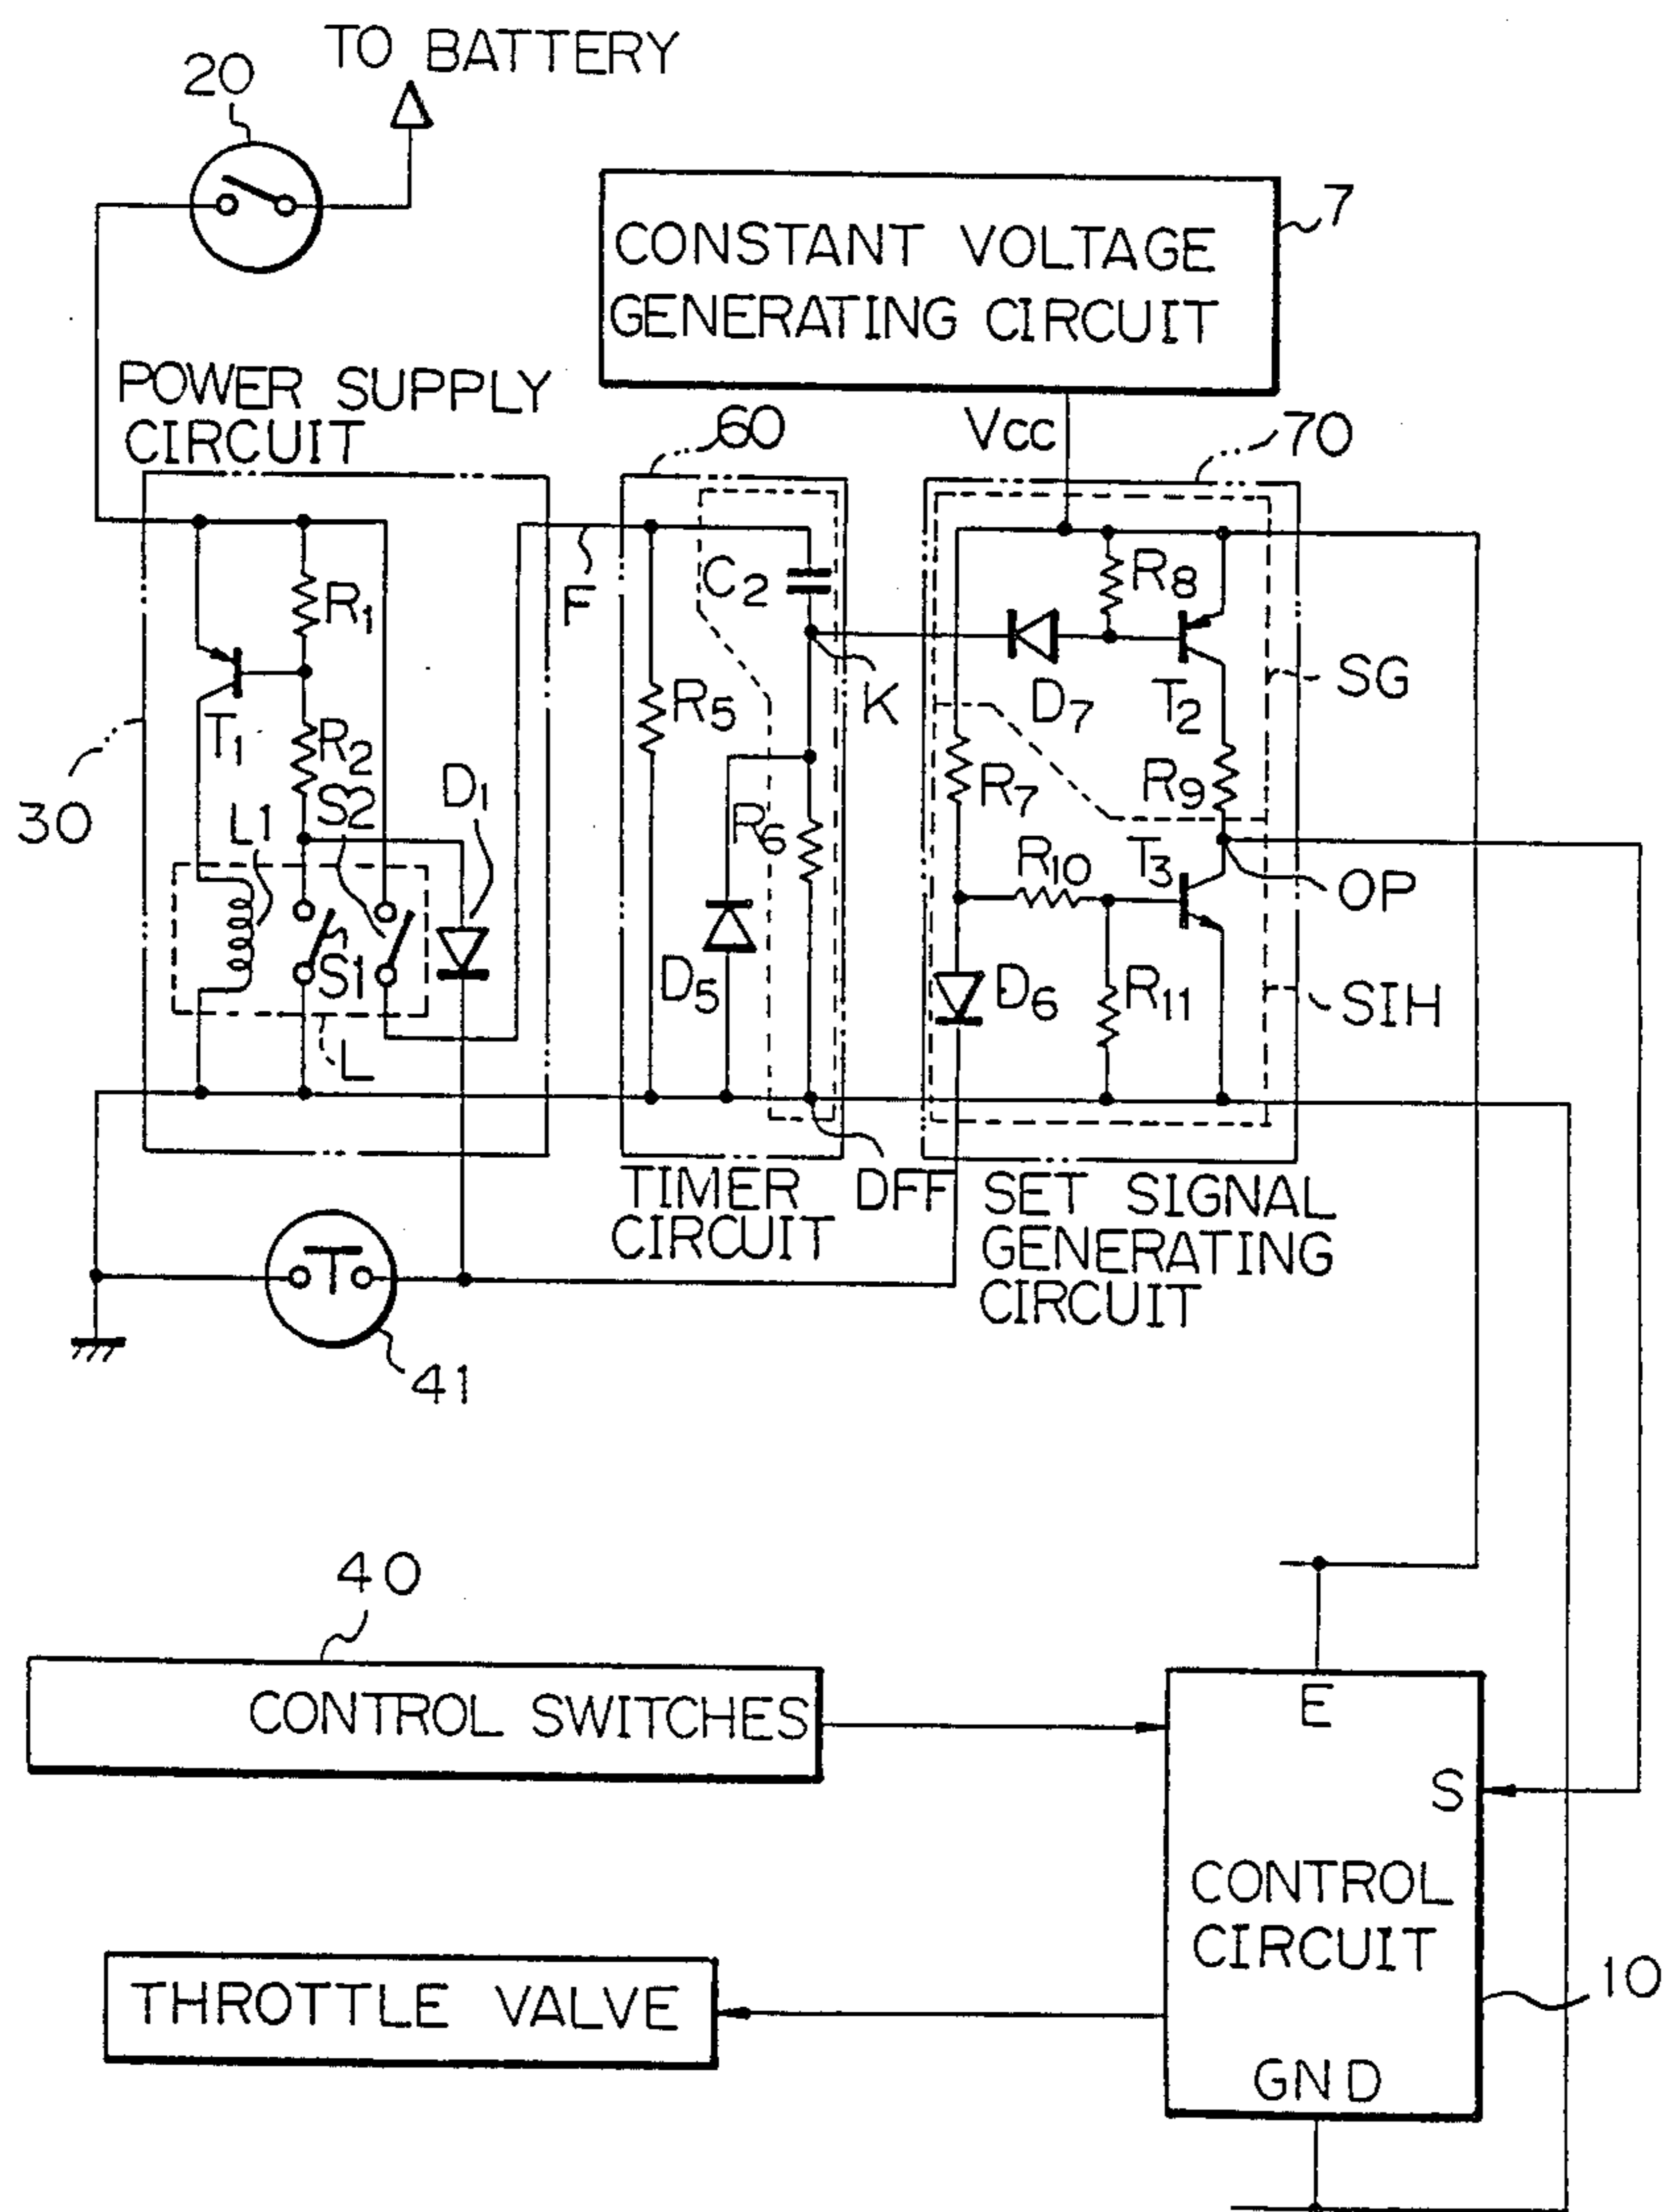 TO BATTERY
20
CONSTANT VOLTAGE
GENERATING CIRCUIT
7
POWER SUPPLY
CIRCUIT
60
Vcc
70
F
C2
R8
R1
K
D7
T2
SG
T1
R2
R5
R7
R9
30
L1
S2
D1
R6
R10
T3
OP
S1
D5
D6
R11
SIH
L
TIMER
CIRCUIT
DFF
SET SIGNAL
GENERATING
CIRCUIT
T
41
40
CONTROL SWITCHES
E
S
CONTROL
CIRCUIT
THROTTLE VALVE
10
GND